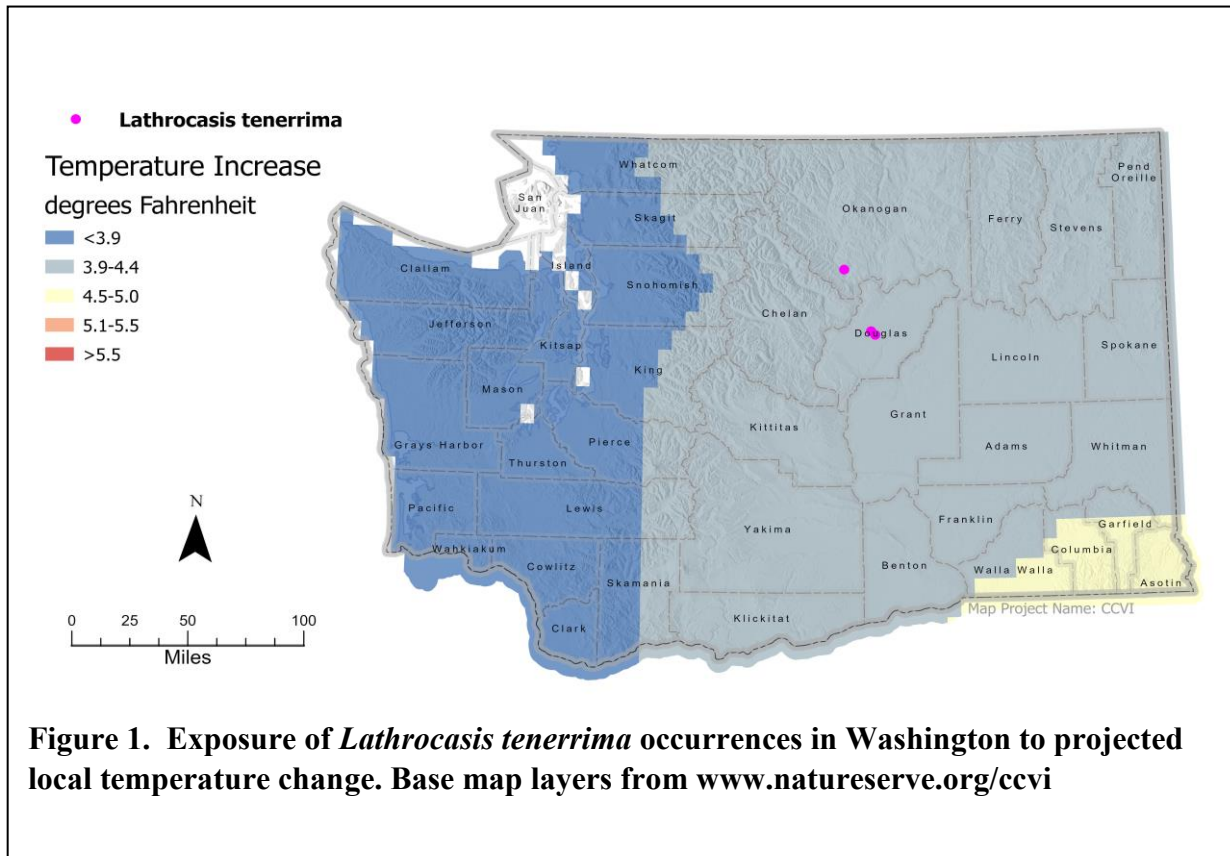 Lathrocasis tenerrima
Temperature Increase
degrees Fahrenheit
<3.9
3.9-4.4
4.5-5.0
5.1-5.5
>5.5
N
0 25 50 100
Miles
Whatcom
Pend
Oreille
San
Juan
Okanogan
Ferry
Stevens
Skagit
Clallam
Island
Snohomish
Chelan
Jefferson
Douglas
Kitsap
King
Lincoln
Spokane
Mason
Grant
Kittitas
Grays Harbor
Pierce
Adams
Whitman
Thurston
Pacific
Lewis
Yakima
Franklin
Garfield
Wahkiakum
Columbia
Cowlitz
Skamania
Benton
Walla Walla
Asotin
Map Project Name: CCVI
Klickitat
Clark
Figure 1. Exposure of Lathrocasis tenerrima occurrences in Washington to projected
local temperature change. Base map layers from www.natureserve.org/ccvi